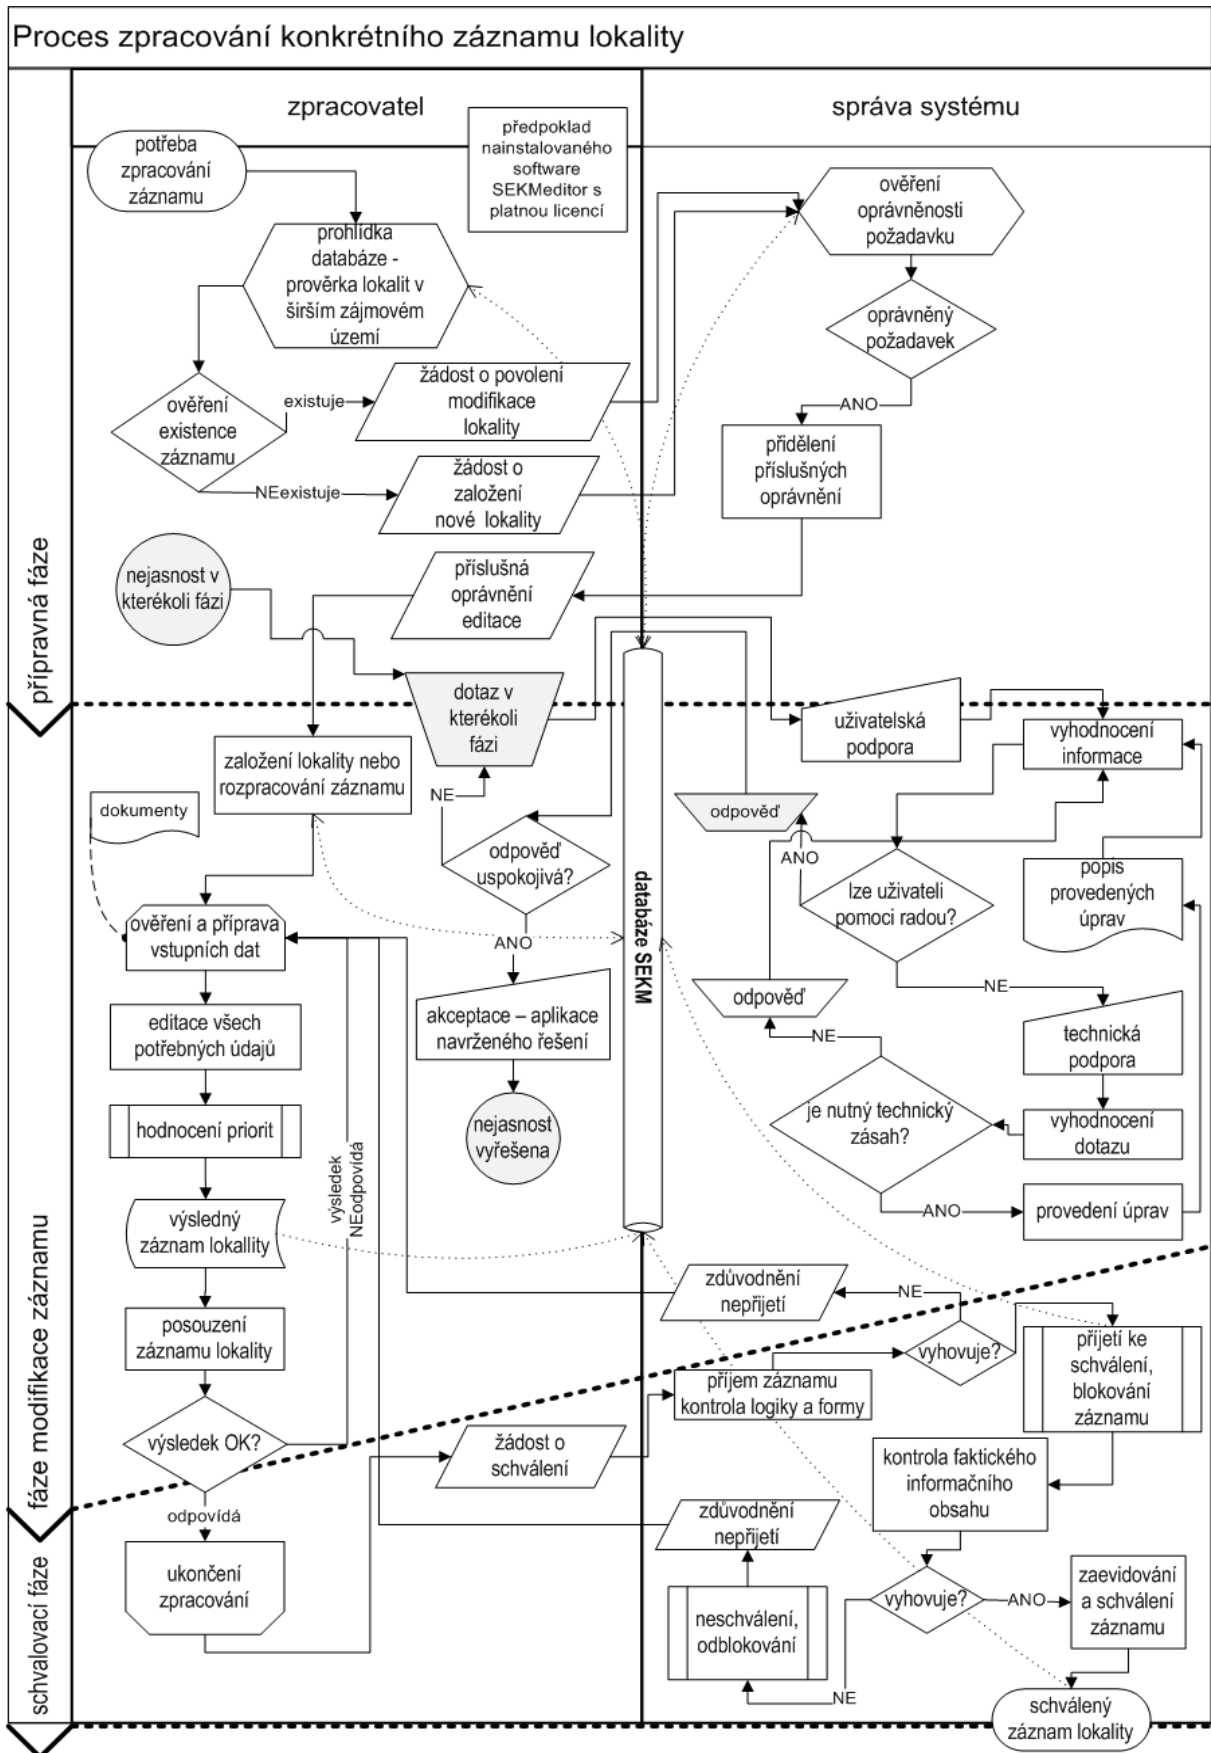 Proces zpracování konkrétního záznamu lokality
zpracovatel
správa systému
potřeba
zpracování
záznamu
předpoklad
nainstalovaného
software
SEKMeditor s
platnou licencí
ověření
oprávněnosti
požadavku
prohlídka
databáze -
prověrka lokalit v
širším zájmovém
území
oprávněný
požadavek
ověření
existence
záznamu
existuje
žádost o povolení
modifikace
lokality
ANO
přidělení
příslušných
oprávnění
NEexistuje
žádost o
založení
nové lokality
nejasnost v
kterékoli fázi
příslušná
oprávnění
editace
přípravná fáze
dotaz v
kterékoli
fázi
uživatelská
podpora
vyhodnocení
informace
založení lokality nebo
rozpracování záznamu
NE
dokumenty
odpověď
odpověď
uspokojivá?
ANO
lze uživateli
pomoci radou?
popis
provedených
úprav
ověření a příprava
vstupních dat
ANO
databáze SEKM
odpověď
NE
akceptace – aplikace
navrženého řešení
editace všech
potřebných údajů
technická
podpora
NE
hodnocení priorit
nejasnost
vyřešena
je nutný technický
zásah?
vyhodnocení
dotazu
výsledek
NEodpovídá
ANO
provedení úprav
výsledný
záznam lokallity
fáze modifikace záznamu
zdůvodnění
nepřijetí
NE
posouzení
záznamu lokality
vyhovuje?
přijetí ke
schválení,
blokování
záznamu
příjem záznamu
kontrola logiky a formy
výsledek OK?
žádost o
schválení
kontrola faktického
informačního
obsahu
odpovídá
zdůvodnění
nepřijetí
ukončení
zpracování
schvalovací fáze
neschválení,
odblokování
vyhovuje?
ANO
zaevidování
a schválení
záznamu
NE
schválený
záznam lokality